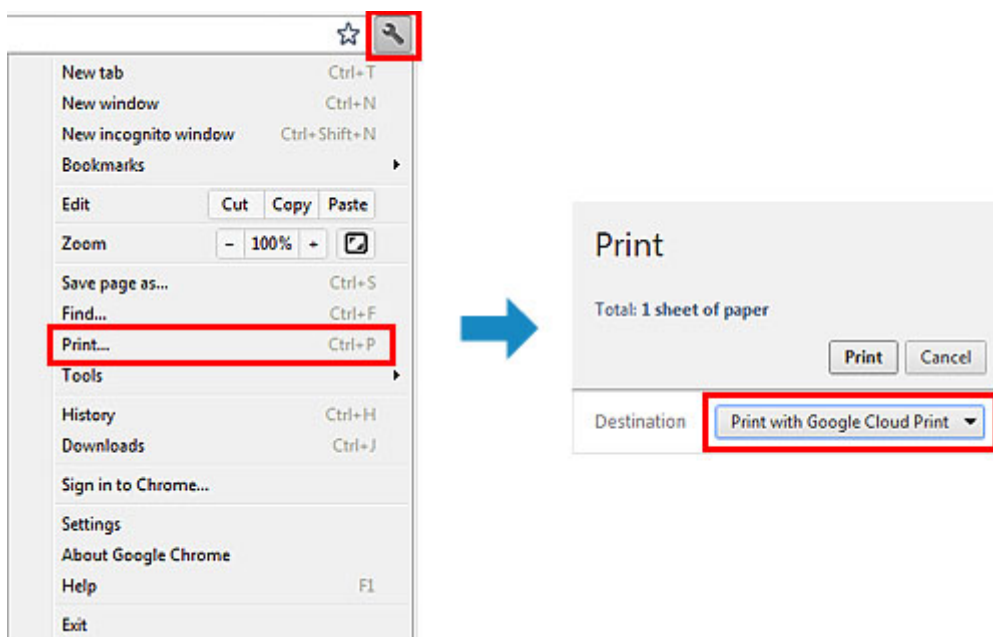 New tab Ctrl+T
New window Ctrl+N
New incognito window Ctrl+Shift+N
Bookmarks
Edit Cut Copy Paste
Zoom - 100% +
Save page as... Ctrl+S
Find... Ctrl+F
Print... Ctrl+P
Tools
History Ctrl+H
Downloads Ctrl+J
Sign in to Chrome...
Settings
About Google Chrome
Help F1
Exit
Print
Total: 1 sheet of paper
Print Cancel
Destination Print with Google Cloud Print